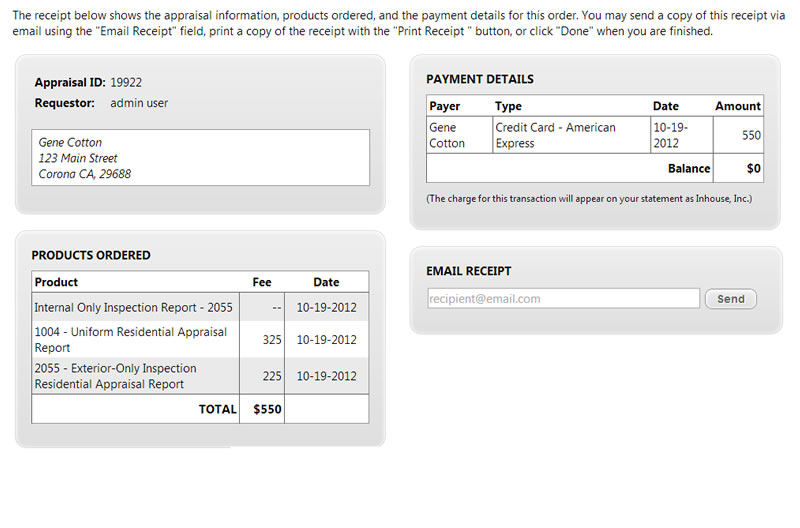 The receipt below shows the appraisal information, products ordered, and the payment details for this order. You may send a copy of this receipt via
email using the "Email Receipt" field, print a copy of the receipt with the "Print Receipt " button, or click "Done" when you are finished.
Appraisal ID: 19922
Requestor: admin user
Gene Cotton
123 Main Street
Corona CA, 29688
PRODUCTS ORDERED
Product Fee Date
Internal Only Inspection Report - 2055 -- 10-19-2012
1004 - Uniform Residential Appraisal
Report 325 10-19-2012
2055 - Exterior-Only Inspection
Residential Appraisal Report 225 10-19-2012
TOTAL $550
PAYMENT DETAILS
Payer Type Date Amount
Gene Credit Card - American 10-19- 550
Cotton Express 2012
Balance $0
(The charge for this transaction will appear on your statement as Inhouse, Inc.)
EMAIL RECEIPT
recipient@email.com Send